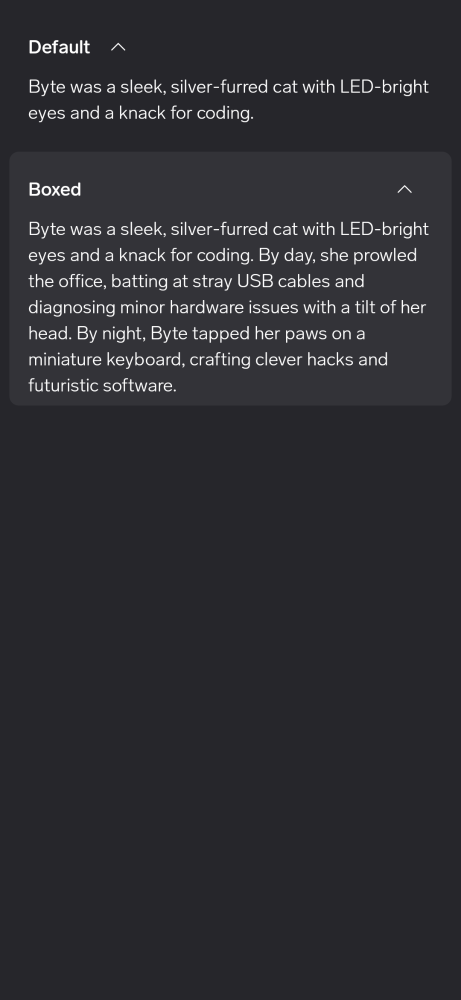 Default
Byte was a sleek, silver-furred cat with LED-bright
eyes and a knack for coding.
Boxed
Byte was a sleek, silver-furred cat with LED-bright
eyes and a knack for coding. By day, she prowled
the office, batting at stray USB cables and
diagnosing minor hardware issues with a tilt of her
head. By night, Byte tapped her paws on a
miniature keyboard, crafting clever hacks and
futuristic software.